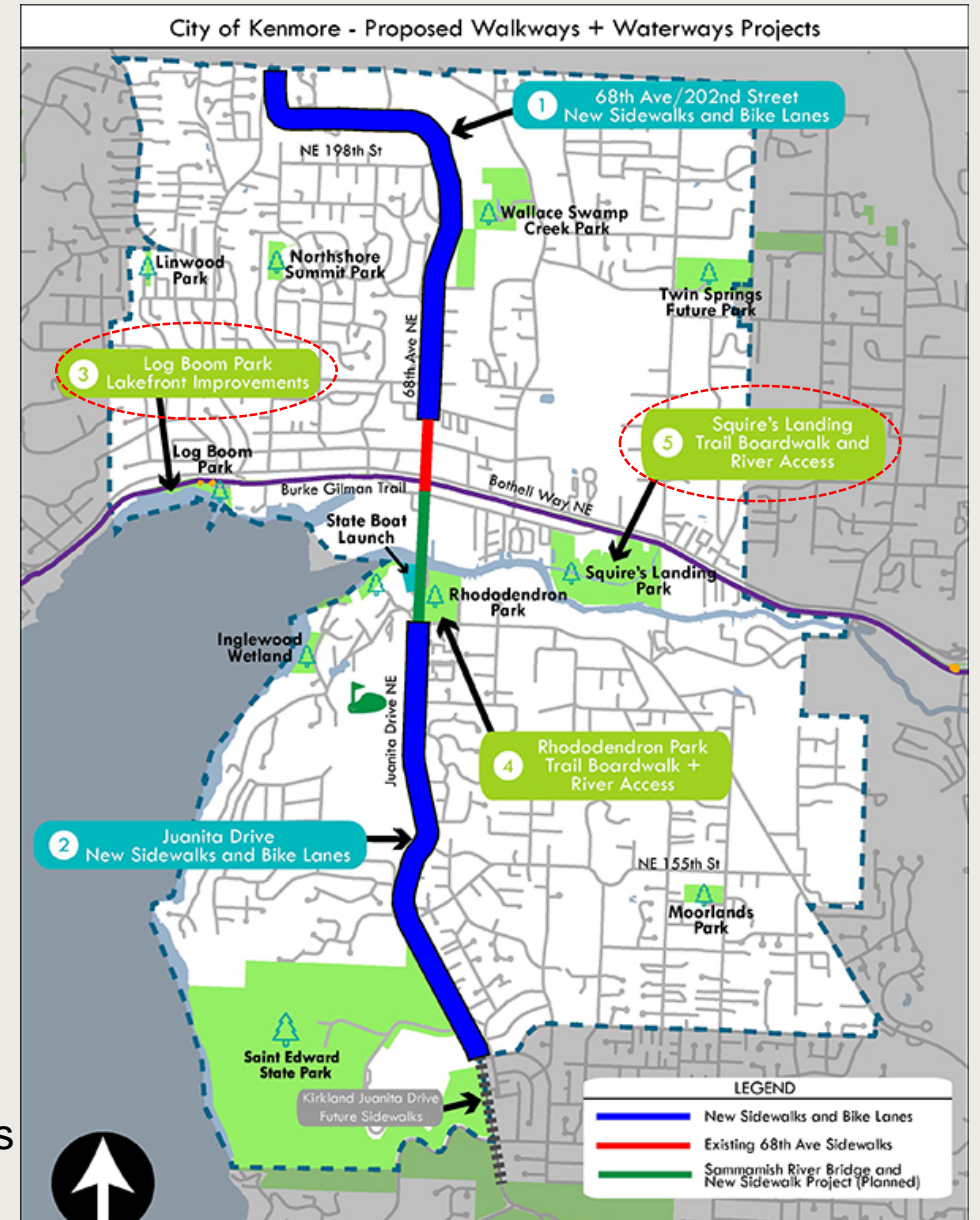 City of Kenmore - Proposed Walkways + Waterways Projects
1
68th Ave/202nd Street
New Sidewalks and Bike Lanes
NE 198th St
Wallace Swamp
Creek Park
Linwood
Park
Northshore
Summit Park
Twin Springs
Future Park
68th Ave NE
3
Log Boom Park
Lakefront Improvements
5
Squire's Landing
Trail Boardwalk and
River Access
Log Boom
Park
Burke Gilman Trail
Bothell Way NE
State Boat
Launch
Squire's Landing
Park
Rhodadendron
Park
Inglewood
Wetland
Juanita Drive NE
4
Rhododendron Park
Trail Boardwalk +
River Access
2
Juanita Drive
New Sidewalks and Bike Lanes
NE 155th St
Moorlands
Park
Saint Edward
State Park
Kirkland Juanita Drive
Future Sidewalks
s
LEGEND
New Sidewalks and Bike Lanes
Existing 68th Ave Sidewalks
Sammamish River Bridge and
New Sidewalk Project (Planned)